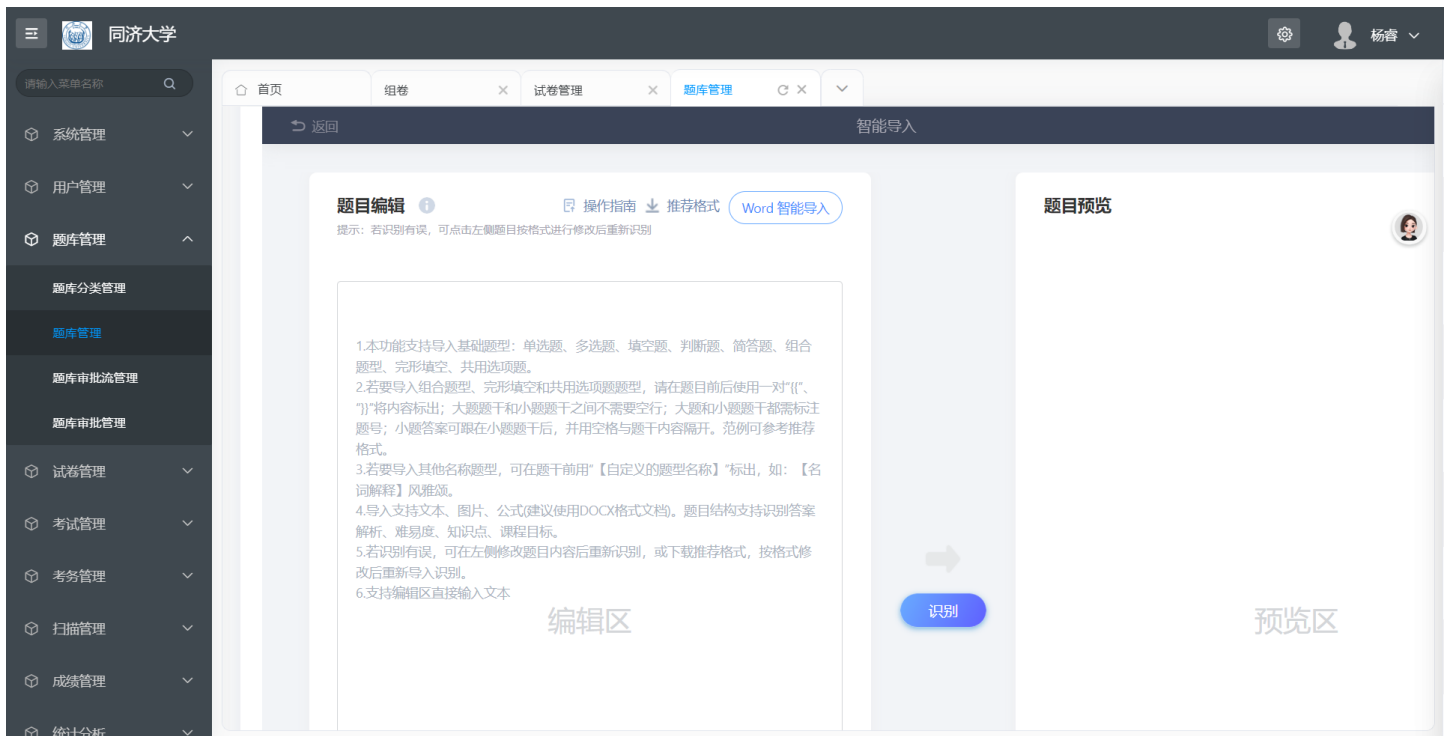 同济大学
杨睿
请输入菜单名称
首页
组卷
试卷管理
题库管理
系统管理
用户管理
题库管理
题库分类管理
题库管理
题库审批流管理
题库审批管理
试卷管理
考试管理
考务管理
扫描管理
成绩管理
统计分析
返回
智能导入
题目编辑
操作指南
推荐格式
Word 智能导入
提示：若识别有误，可点击左侧题目按格式进行修改后重新识别
1.本功能支持导入基础题型：单选题、多选题、填空题、判断题、简答题、组合
题型、完形填空、共用选项题。
2.若要导入组合题型、完形填空和共用选项题题型，请在题目前后使用一对“{{”、
“}}”将内容标出；大题题干和小题题干之间不需要空行；大题和小题题干都需标注
题号；小题答案可跟在小题题干后，并用空格与题干内容隔开。范例可参考推荐
格式。
3.若要导入其他名称题型，可在题干前用“【自定义的题型名称】”标出，如：【名
词解释】风雅颂。
4.导入支持文本、图片、公式(建议使用DOCX格式文档)。题目结构支持识别答案
解析、难易度、知识点、课程目标。
5.若识别有误，可在左侧修改题目内容后重新识别，或下载推荐格式，按格式修
改后重新导入识别。
6.支持编辑区直接输入文本
编辑区
识别
题目预览
预览区